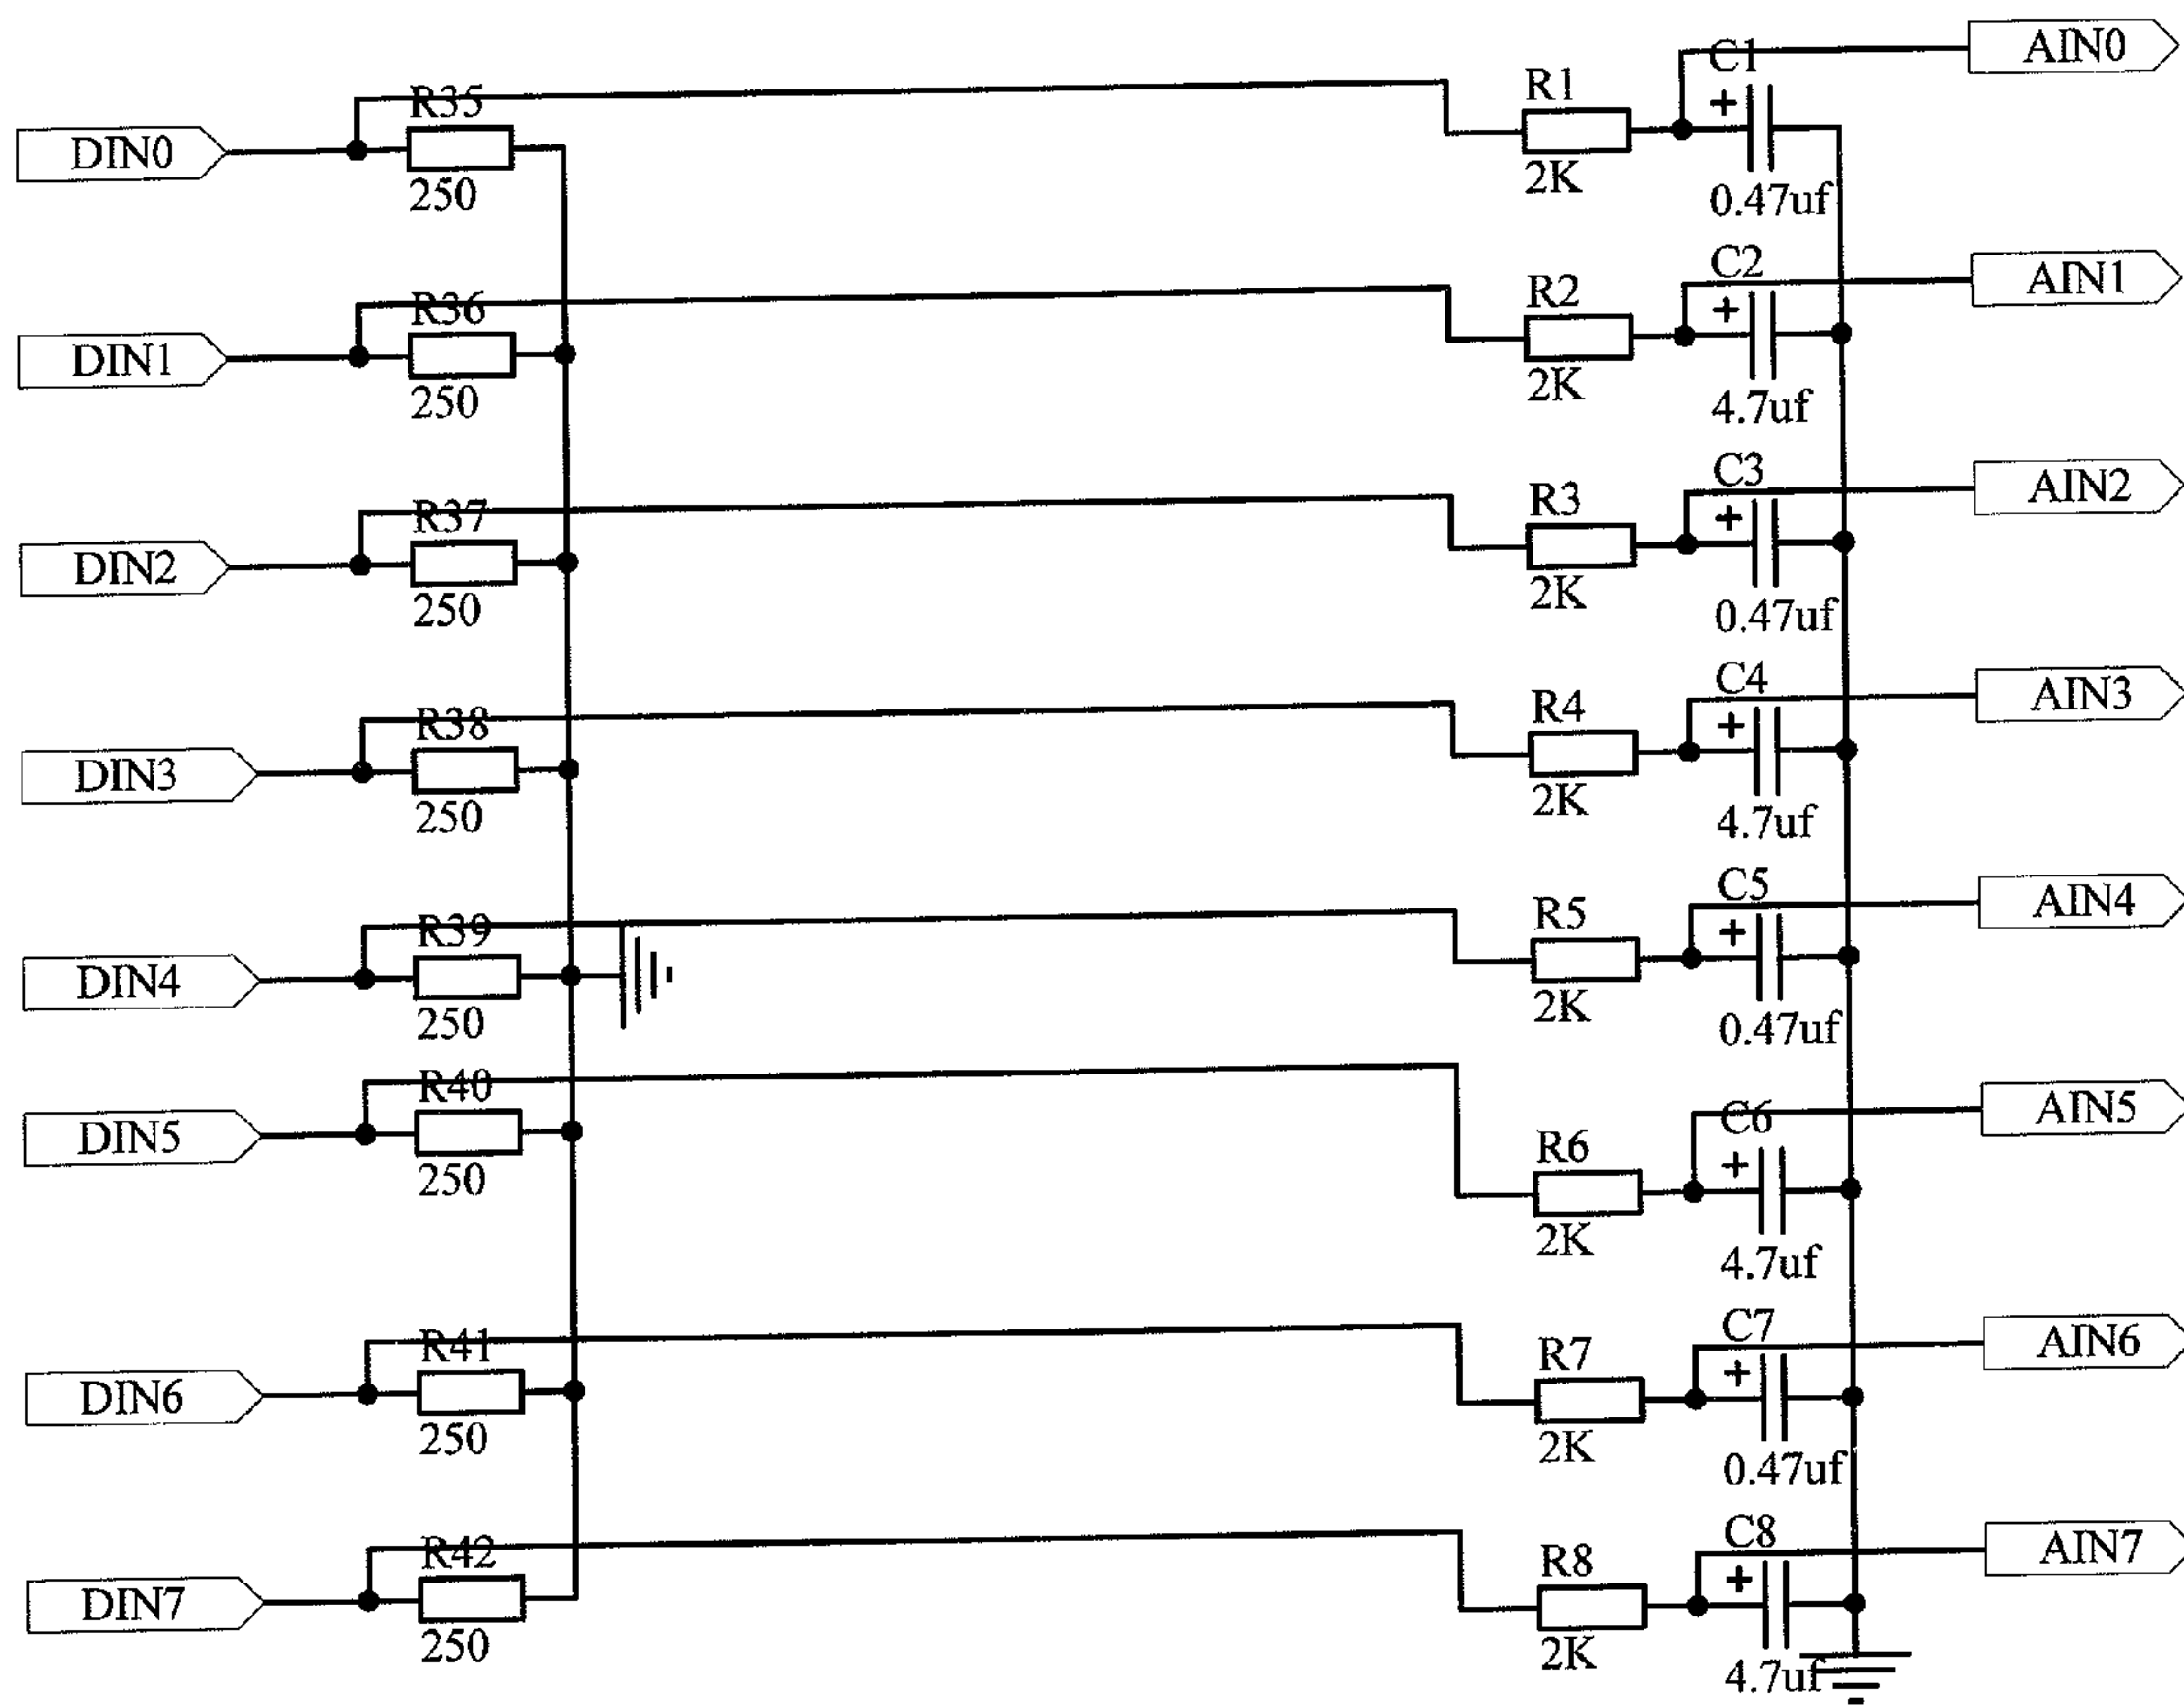 C1 AIN0
R35 R1 +
DIN0
250 2K 0.47uf
C2 AIN1
R36 R2 +
DIN1
250 2K 4.7uf
C3 AIN2
R37 R3 +
DIN2
250 2K 0.47uf
C4 AIN3
R38 R4 +
DIN3
250 2K 4.7uf
C5 AIN4
R39 R5 +
DIN4
250 2K 0.47uf
R40 C6 AIN5
DIN5 R6 +
250 2K 4.7uf
C7 AIN6
R41 R7 +
DIN6
250 2K 0.47uf
C8 AIN7
R42 R8 +
DIN7
250 2K 4.7uf